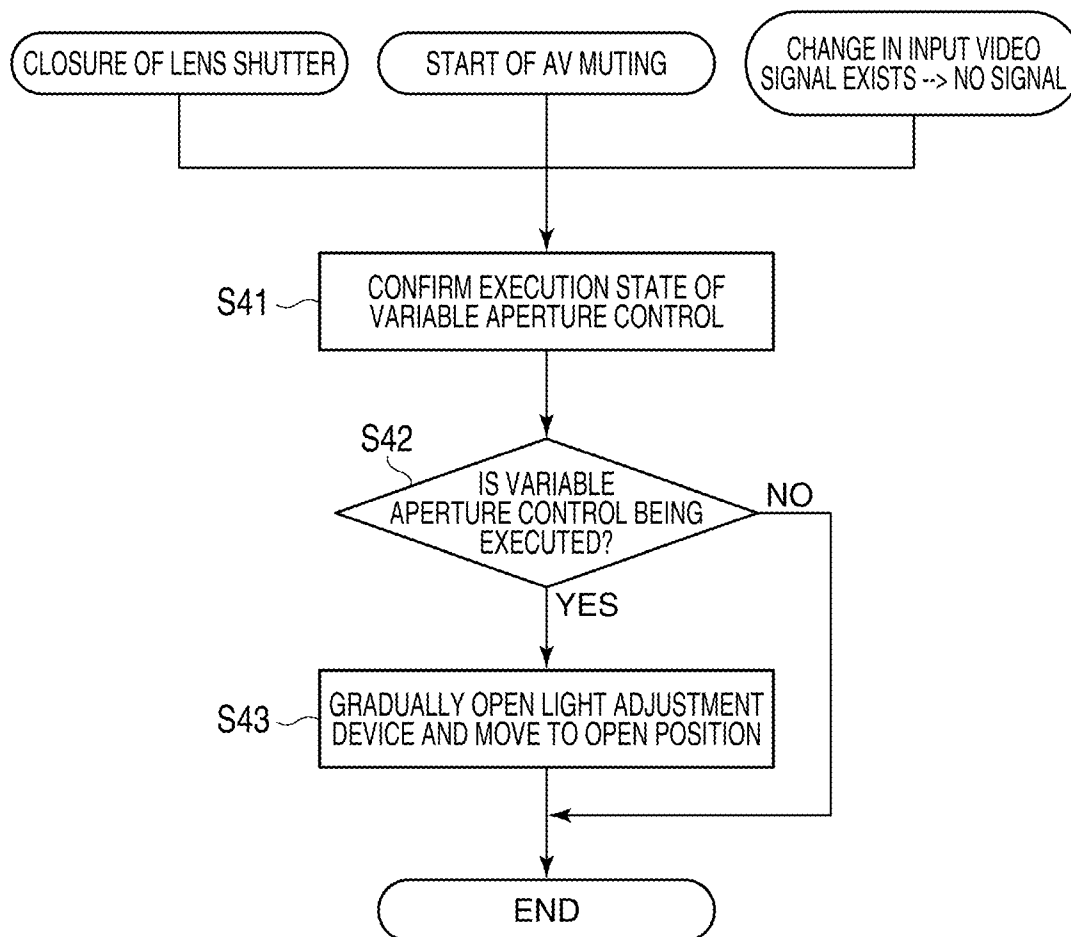 CLOSURE OF LENS SHUTTER
START OF AV MUTING
CHANGE IN INPUT VIDEO
SIGNAL EXISTS --> NO SIGNAL
S41
CONFIRM EXECUTION STATE OF
VARIABLE APERTURE CONTROL
S42
IS VARIABLE
APERTURE CONTROL BEING
EXECUTED?
NO
YES
S43
GRADUALLY OPEN LIGHT ADJUSTMENT
DEVICE AND MOVE TO OPEN POSITION
END